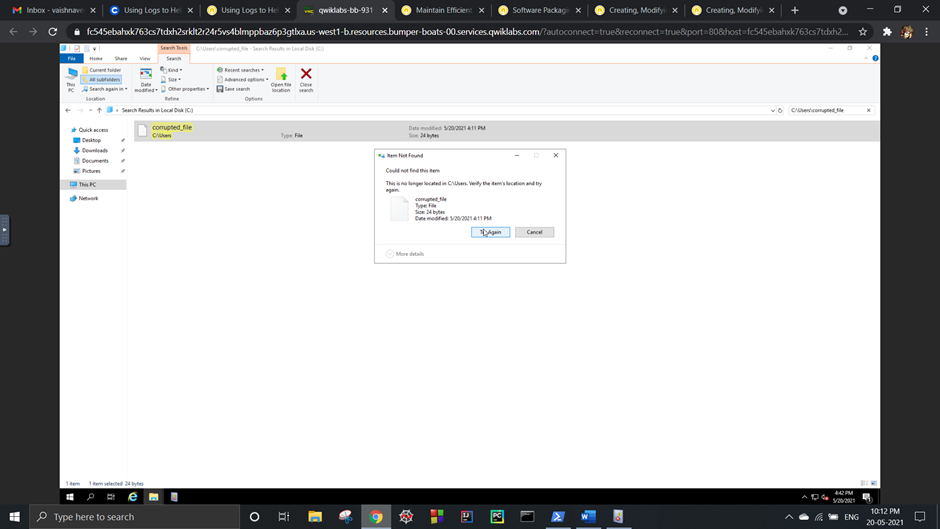 Inbox - vaishnave
Using Logs to Hel
Using Logs to Hel
qwiklabs-bb-931
Maintain Efficient
Software Packagin
Creating, Modifyi
Creating, Modifyi
fc545ebahxk763cs7tdxh2srklt2r24r5vs4blmppbaz6p3gtlxa.us-west1-b.resources.bumper-boats-00.services.qwiklabs.com/?autoconnect=true&reconnect=true&port=80&host=fc545ebahxk763cs7tdxh2...
Search Tools
C:\Users\corrupted_file - Search Results in Local Disk (C:)
File Home Share View Search
This PC
Current folder
All subfolders
Search again in
Location
Date modified
Kind
Size
Other properties
Refine
Recent searches
Advanced options
Save search
Options
Open file location
Close search
Search Results in Local Disk (C:)
C:\Users\corrupted_file
Quick access
Desktop
Downloads
Documents
Pictures
This PC
Network
corrupted_file
C:\Users
Type: File
Date modified: 5/20/2021 4:11 PM
Size: 24 bytes
Item Not Found
Could not find this item
This is no longer located in C:\Users. Verify the item's location and try
again.
corrupted_file
Type: File
Size: 24 bytes
Date modified: 5/20/2021 4:11 PM
Again
Cancel
More details
1 item 1 item selected 24 bytes
4:42 PM
5/20/2021
Type here to search
ENG
10:12 PM
20-05-2021